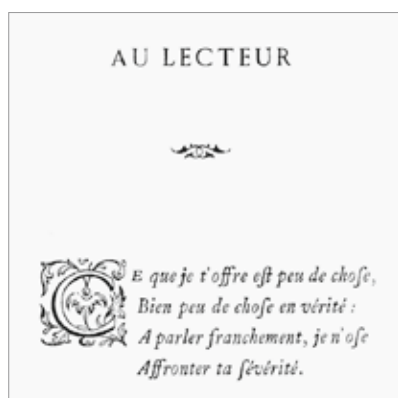 AU LECTEUR
CE que je t'offre eſt peu de choſe,
Bien peu de choſe en vérité :
A parler franchement, je n'oſe
Affronter ta ſévérité.